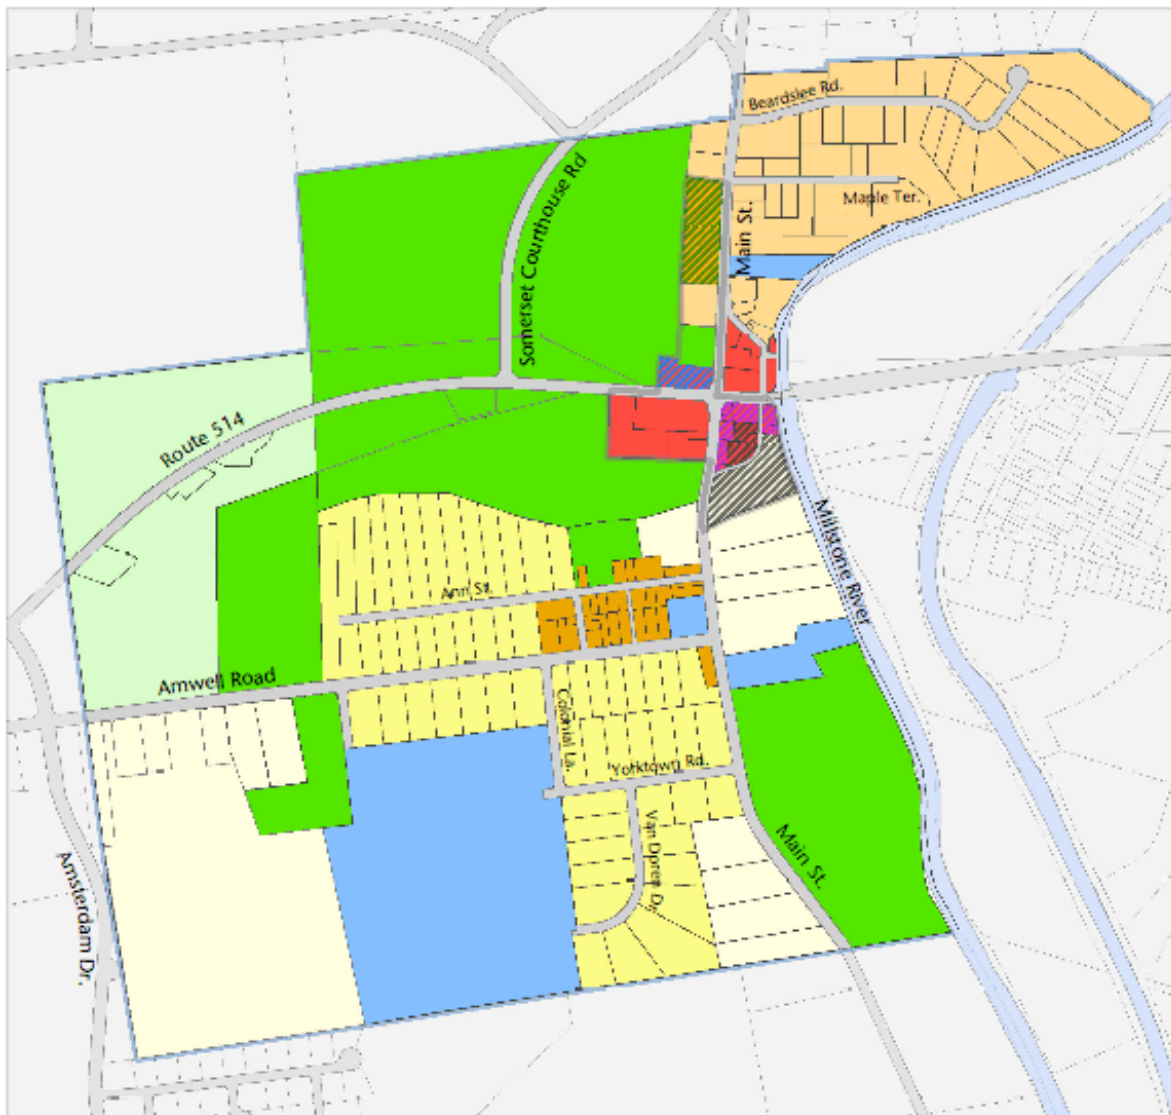 Beardslee Rd.
Maple Ter.
Main St.
Somerset Courthouse Rd
Route 514
Millstone River
Ann St.
Amwell Road
Colonial La.
Yorktown Rd.
Van Doren Dr.
Main St.
Amsterdam Dr.